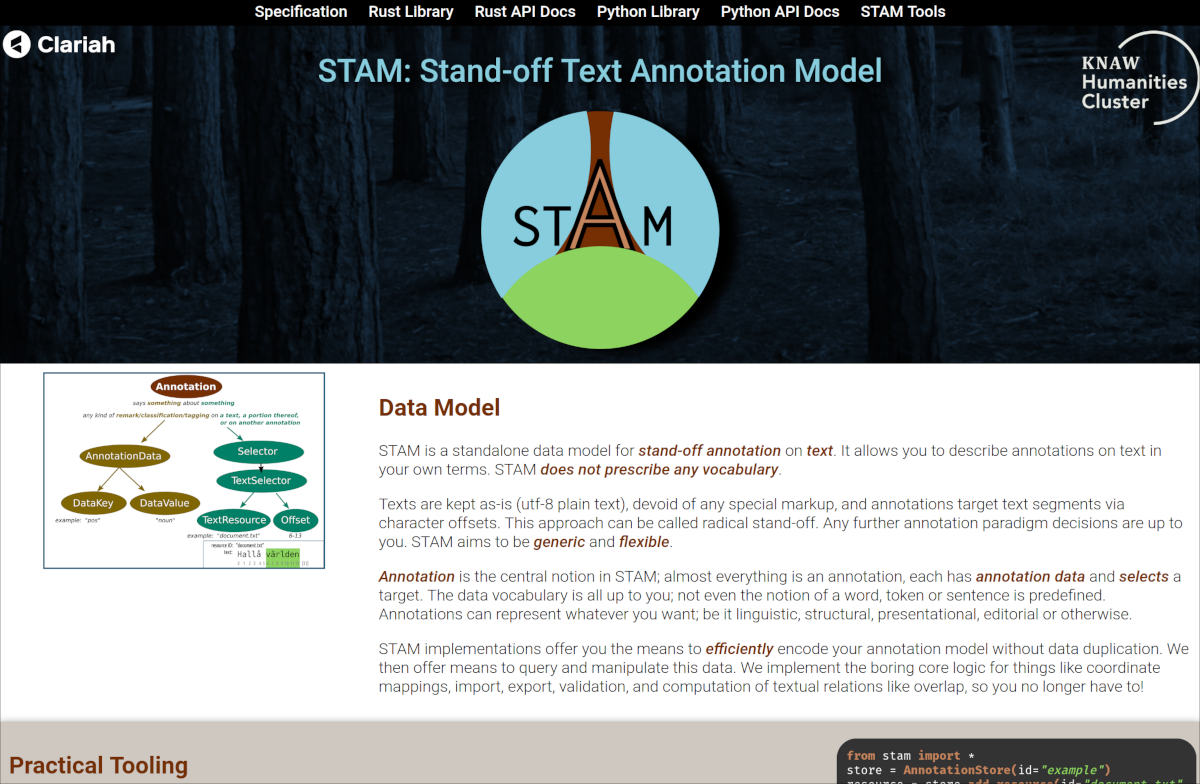 Specification Rust Library Rust API Docs Python Library Python API Docs STAM Tools
Clariah
STAM: Stand-off Text Annotation Model
KNAW
Humanities
Cluster
STAM
Annotation
says something about something
any kind of remark/classification/tagging on a text, a portion thereof,
or on another annotation
AnnotationData
Selector
TextSelector
DataKey
DataValue
TextResource
Offset
example: "pos"
"noun"
example: "document.txt"
6-13
resource ID: "document.txt"
text: Hallå världen
Data Model
STAM is a standalone data model for stand-off annotation on text. It allows you to describe annotations on text in
your own terms. STAM does not prescribe any vocabulary.
Texts are kept as-is (utf-8 plain text), devoid of any special markup, and annotations target text segments via
character offsets. This approach can be called radical stand-off. Any further annotation paradigm decisions are up to
you. STAM aims to be generic and flexible.
Annotation is the central notion in STAM; almost everything is an annotation, each has annotation data and selects a
target. The data vocabulary is all up to you; not even the notion of a word, token or sentence is predefined.
Annotations can represent whatever you want; be it linguistic, structural, presentational, editorial or otherwise.
STAM implementations offer you the means to efficiently encode your annotation model without data duplication. We
then offer means to query and manipulate this data. We implement the boring core logic for things like coordinate
mappings, import, export, validation, and computation of textual relations like overlap, so you no longer have to!
Practical Tooling
from stam import *
store = AnnotationStore(id="example")
resource = store.add_resource(id="document.txt",